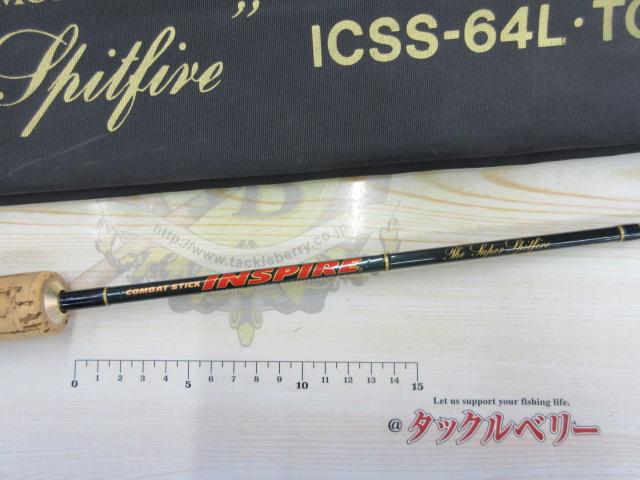 Spitfire”
ICSS-64L・TC
http://www.tackleberry.co.jp/
COMBAT STICK INSPIRE
The Super Spitfire
0 1 2 3 4 5 6 7 8 9 10 11 12 13 14 15
Let us support your fishing life.
@タックルベリー